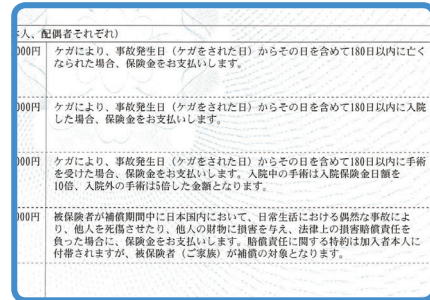 本人、配偶者それぞれ)
000円 ケガにより、事故発生日(ケガをされた日)からその日を含めて180日以内に亡く
なられた場合、保険金をお支払いします。
000円 ケガにより、事故発生日(ケガをされた日)からその日を含めて180日以内に入院
した場合、保険金をお支払いします。
000円 ケガにより、事故発生日(ケガをされた日)からその日を含めて180日以内に手術
を受けた場合、保険金をお支払いします。入院中の手術は入院保険金日額を
10倍、入院外の手術は5倍した金額となります。
000円 被保険者が補償期間中に日本国内において、日常生活における偶然な事故によ
り、他人を死傷させたり、他人の財物に損害を与え、法律上の損害賠償責任を
負った場合に、保険金をお支払いします。賠償責任に関する特約は加入者本人に
付帯されますが、被保険者(ご家族)が補償の対象となります。